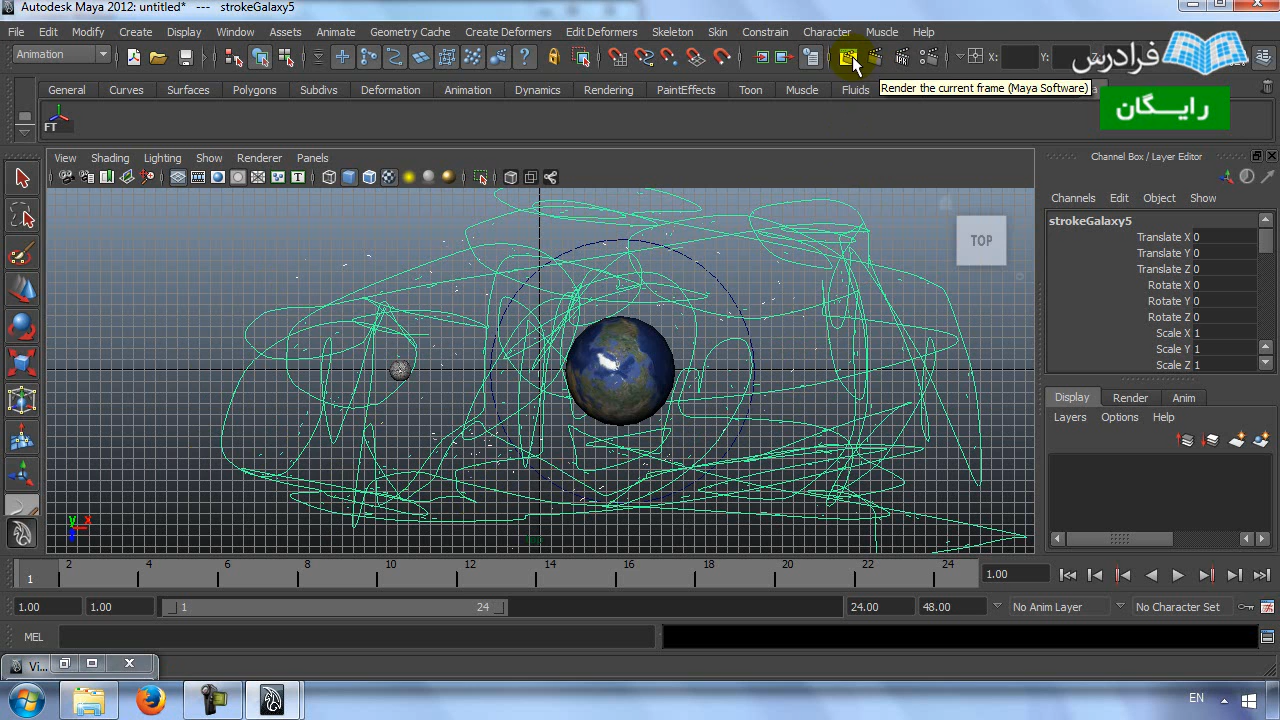 Autodesk Maya 2012: untitled* --- strokeGalaxy5
File Edit Modify Create Display Window Assets Animate Geometry Cache Create Deformers Edit Deformers Skeleton Skin Constrain Character Muscle Help
Animation X: Y:
فرادرس
General Curves Surfaces Polygons Subdivs Deformation Animation Dynamics Rendering PaintEffects Toon Muscle Fluids
Render the current frame (Maya Software)
رایگان
FT
View Shading Lighting Show Renderer Panels
Channel Box / Layer Editor
Channels Edit Object Show
strokeGalaxy5
Translate X 0
Translate Y 0
Translate Z 0
Rotate X 0
Rotate Y 0
Rotate Z 0
Scale X 1
Scale Y 1
Scale Z 1
TOP
Display Render Anim
Layers Options Help
y x
1 2 4 6 8 10 12 14 16 18 20 22 24 1.00
1.00 1.00 1 24 24.00 48.00 No Anim Layer No Character Set
MEL
Vi...
EN